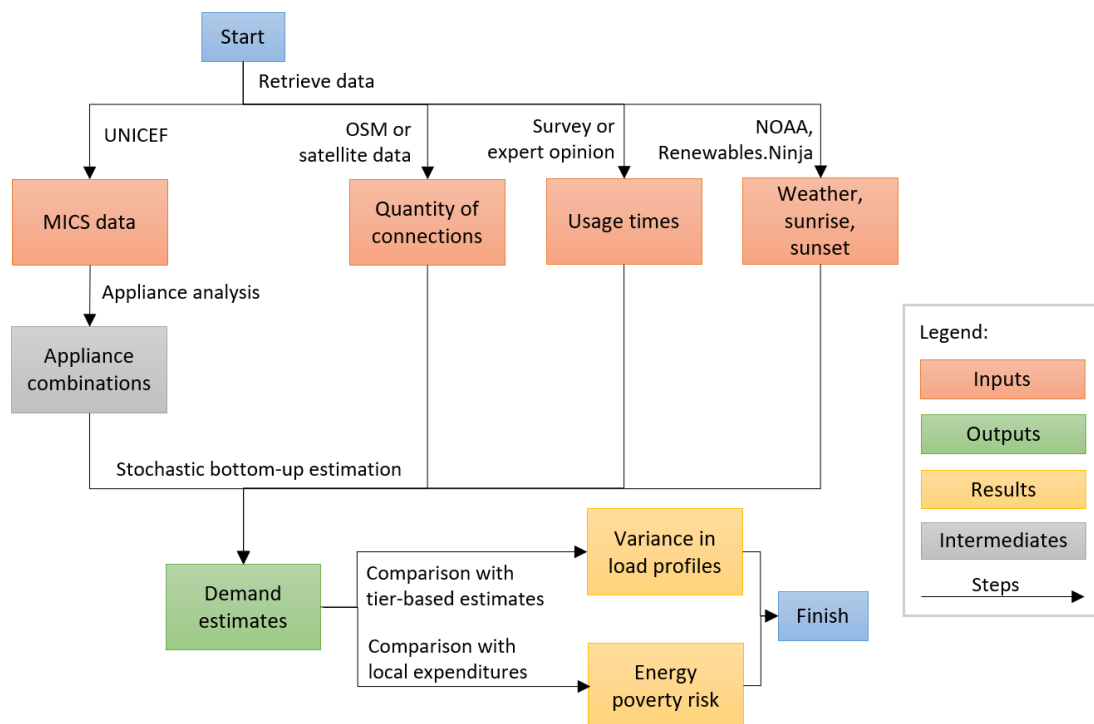 Start
Retrieve data
UNICEF
OSM or
satellite data
Survey or
expert opinion
NOAA,
Renewables.Ninja
MICS data
Quantity of
connections
Usage times
Weather,
sunrise,
sunset
Appliance analysis
Appliance
combinations
Stochastic bottom-up estimation
Demand
estimates
Comparison with
tier-based estimates
Comparison with
local expenditures
Variance in
load profiles
Energy
poverty risk
Finish
Legend:
Inputs
Outputs
Results
Intermediates
Steps